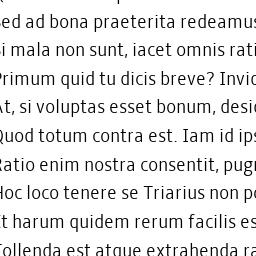 Sed ad bona praeterita redeamus
Si mala non sunt, iacet omnis rati
Primum quid tu dicis breve? Invid
At, si voluptas esset bonum, desid
Quod totum contra est. Iam id ips
Ratio enim nostra consentit, pugn
Hoc loco tenere se Triarius non po
Et harum quidem rerum facilis es
Tollenda est atque extrahenda ra